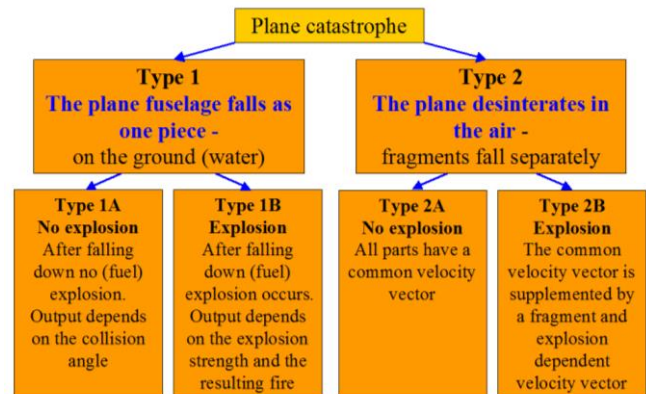 Plane catastrophe
Type 1
The plane fuselage falls as
one piece -
on the ground (water)
Type 2
The plane desinterates in
the air -
fragments fall separately
Type 1A
No explosion
After falling
down no (fuel)
explosion.
Output depends
on the collision
angle
Type 1B
Explosion
After falling
down (fuel)
explosion occurs.
Output depends
on the explosion
strength and the
resulting fire
Type 2A
No explosion
All parts have a
common velocity
vector
Type 2B
Explosion
The common
velocity vector is
supplemented by
a fragment and
explosion
dependent
velocity vector